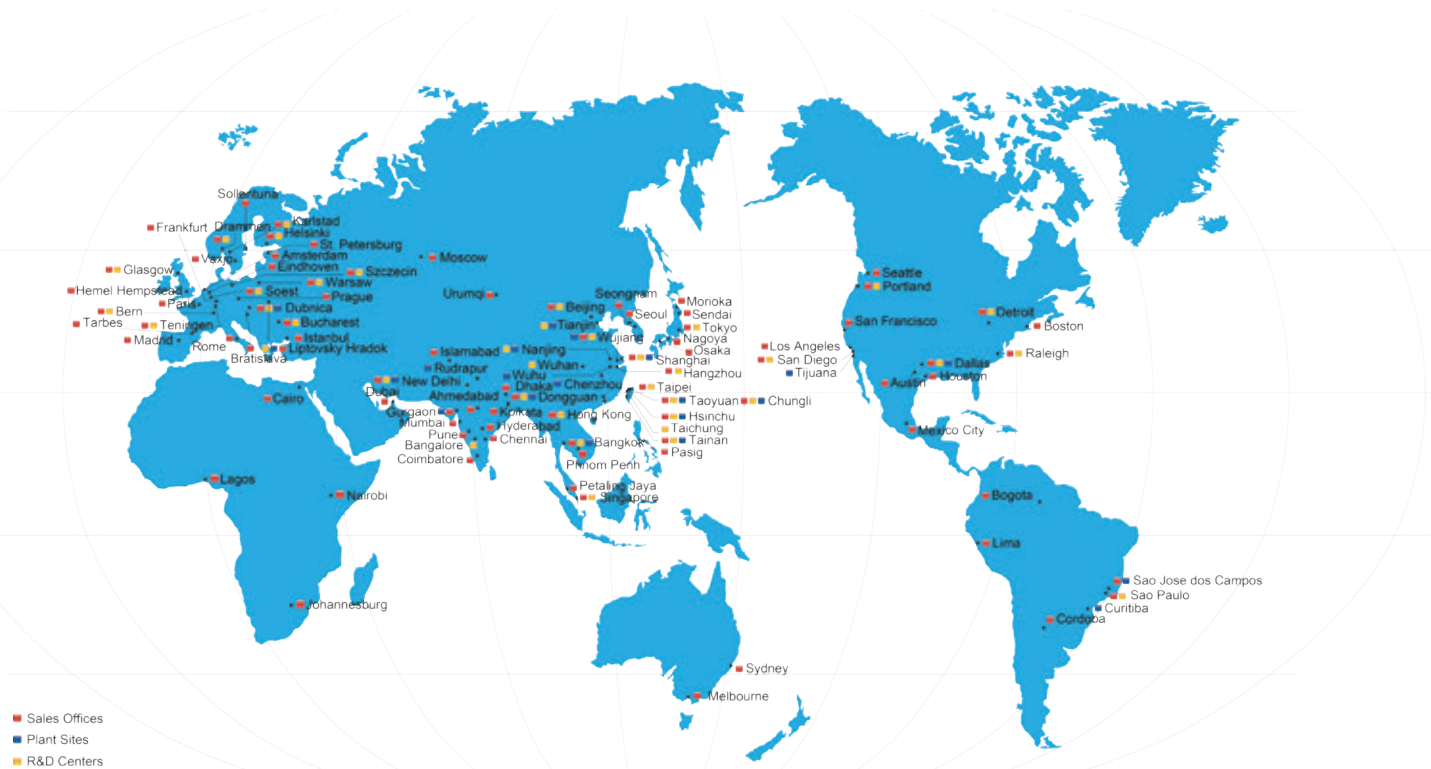 Sollentuna
Frankfurt
Drammen
Karlstad
Helsinki
St. Petersburg
Vaxjo
Amsterdam
Eindhoven
Moscow
Glasgow
Szczecin
Hemel Hempstead
Warsaw
Soest
Prague
Paris
Bern
Dubnica
Tarbes
Teningen
Bucharest
Madrid
Rome
Istanbul
Bratislava
Liptovsky Hradok
Urumqi
Beijing
Seongnam
Morioka
Seoul
Sendai
Tianjin
Tokyo
Wujiang
Nagoya
Osaka
Islamabad
Nanjing
Shanghai
Rudrapur
Wuhan
Hangzhou
Wuhu
New Delhi
Dhaka
Chenzhou
Taipei
Dubai
Ahmedabad
Dongguan
Taoyuan
Chungli
Cairo
Gurgaon
Kolkata
Hong Kong
Hsinchu
Mumbai
Hyderabad
Taichung
Pune
Chennai
Bangkok
Tainan
Bangalore
Pasig
Coimbatore
Phnom Penh
Lagos
Petaling Jaya
Nairobi
Singapore
Johannesburg
Sydney
Melbourne
Seattle
Portland
Detroit
San Francisco
Boston
Los Angeles
San Diego
Raleigh
Tijuana
Dallas
Houston
Austin
Mexico City
Bogota
Lima
Sao Jose dos Campos
Sao Paulo
Curitiba
Cordoba
Sales Offices
Plant Sites
R&D Centers